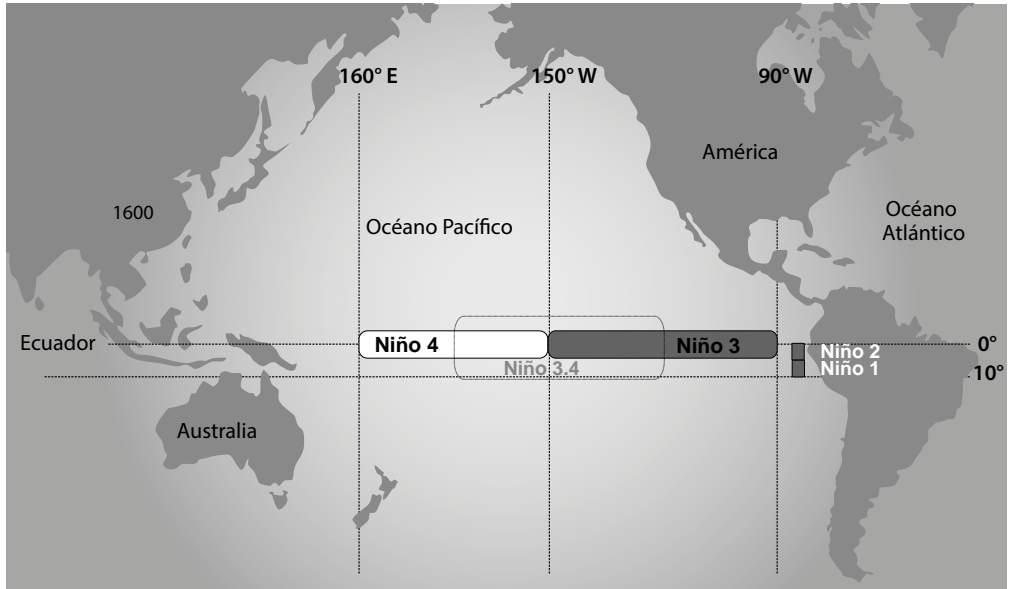 160° E
150° W
90° W
América
1600
Océano Pacífico
Océano
Atlántico
Ecuador
Niño 4
Niño 3
Niño 3.4
Niño 2
Niño 1
0°
10°
Australia